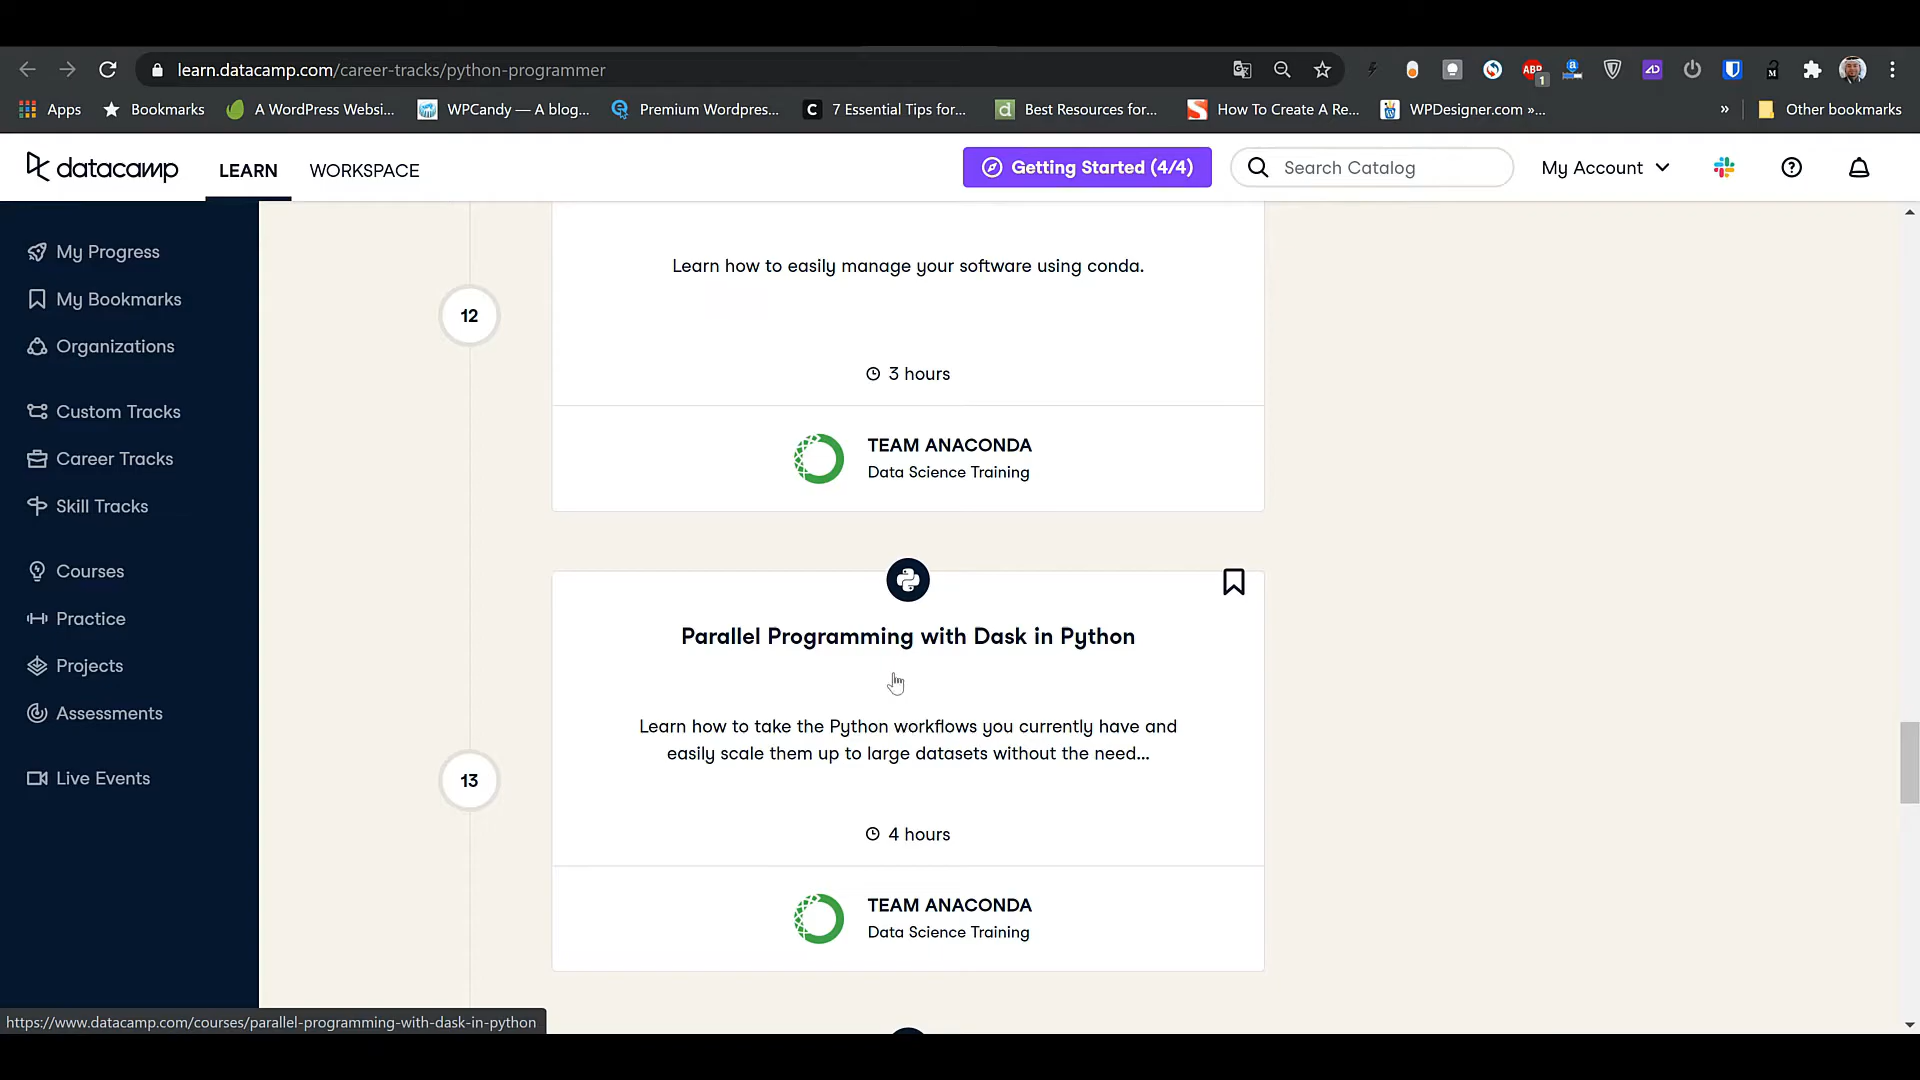 learn.datacamp.com/career-tracks/python-programmer
ABP
1
Apps
Bookmarks
A WordPress Websi...
WPCandy — A blog...
Premium Wordpres...
7 Essential Tips for...
Best Resources for...
How To Create A Re...
WPDesigner.com »...
»
Other bookmarks
datacamp
LEARN
WORKSPACE
Getting Started (4/4)
Search Catalog
My Account
My Progress
My Bookmarks
Organizations
Custom Tracks
Career Tracks
Skill Tracks
Courses
Practice
Projects
Assessments
Live Events
12
Learn how to easily manage your software using conda.
3 hours
TEAM ANACONDA
Data Science Training
13
Parallel Programming with Dask in Python
Learn how to take the Python workflows you currently have and
easily scale them up to large datasets without the need...
4 hours
TEAM ANACONDA
Data Science Training
https://www.datacamp.com/courses/parallel-programming-with-dask-in-python